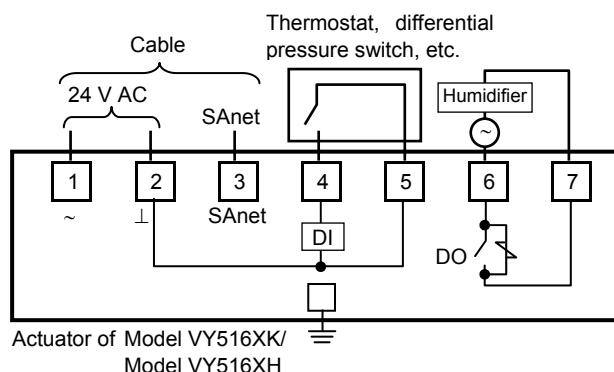 Thermostat, differential
pressure switch, etc.
Cable
24 V AC
SAnet
Humidifier
~
1 2 3 4 5 6 7
~ ⊥ SAnet
DI
DO
Actuator of Model VY516XK/
Model VY516XH